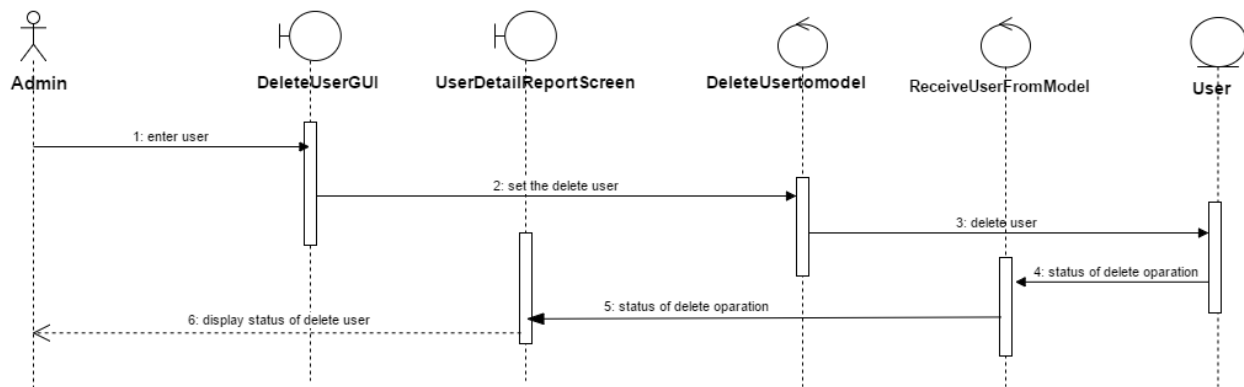 Admin
DeleteUserGUI
UserDetailReportScreen
DeleteUsertomodel
ReceiveUserFromModel
User
1: enter user
2: set the delete user
3: delete user
4: status of delete oparation
5: status of delete oparation
6: display status of delete user